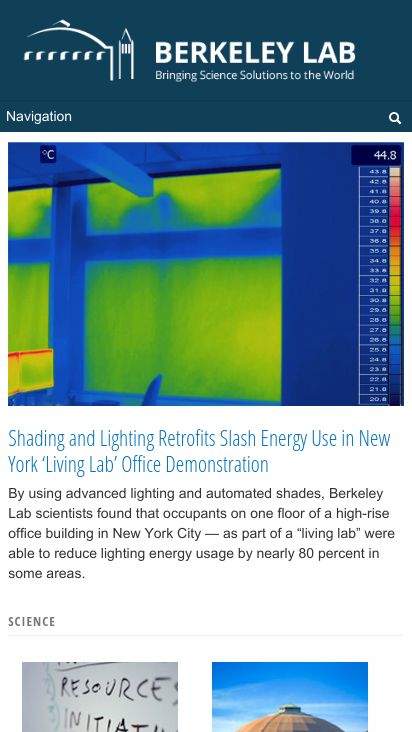 BERKELEY LAB
Bringing Science Solutions to the World
Navigation
°C
44.8
43.8
42.8
41.8
40.8
39.8
38.8
37.8
36.8
35.8
34.8
33.8
32.8
31.8
30.8
29.8
28.8
27.8
26.8
25.8
24.8
23.8
22.8
21.8
20.8
Shading and Lighting Retrofits Slash Energy Use in New
York ‘Living Lab’ Office Demonstration
By using advanced lighting and automated shades, Berkeley
Lab scientists found that occupants on one floor of a high-rise
office building in New York City — as part of a “living lab” were
able to reduce lighting energy usage by nearly 80 percent in
some areas.
SCIENCE
RESOURCES